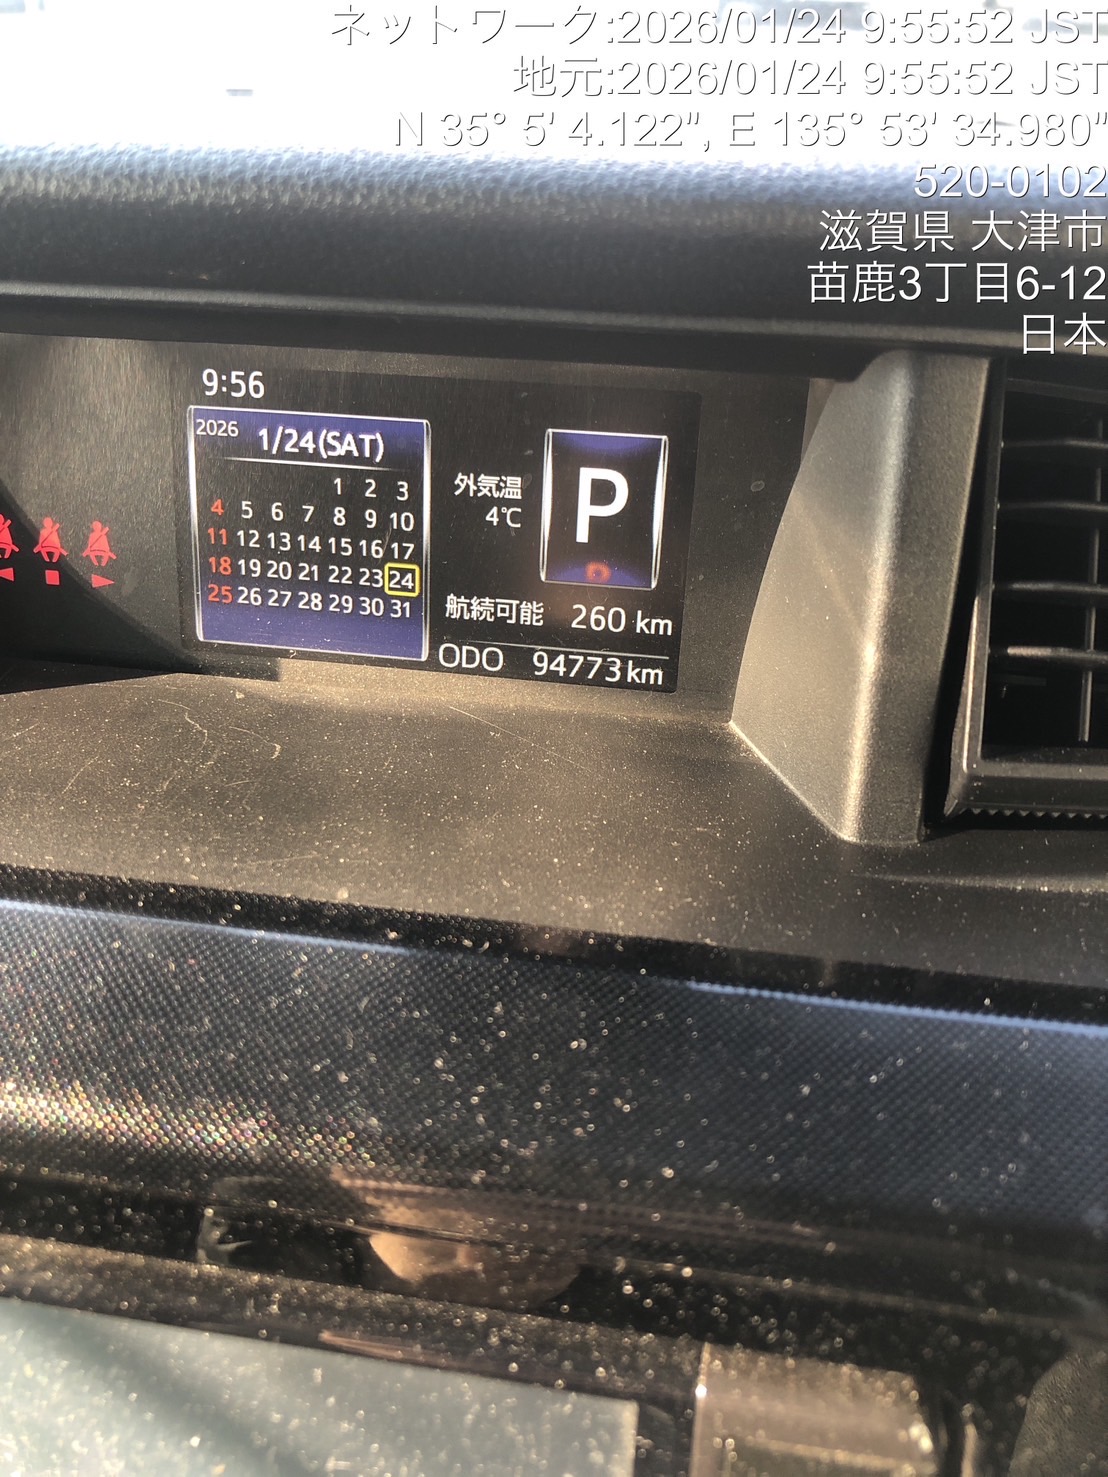 ネットワーク:2026/01/24 9:55:52 JST
地元:2026/01/24 9:55:52 JST
N 35° 5' 4.122", E 135° 53' 34.980"
520-0102
滋賀県 大津市
苗鹿3丁目6-12
日本
9:56
2026 1/24(SAT)
1 2 3
4 5 6 7 8 9 10
11 12 13 14 15 16 17
18 19 20 21 22 23 24
25 26 27 28 29 30 31
外気温
4℃
P
航続可能 260 km
ODO 94773 km